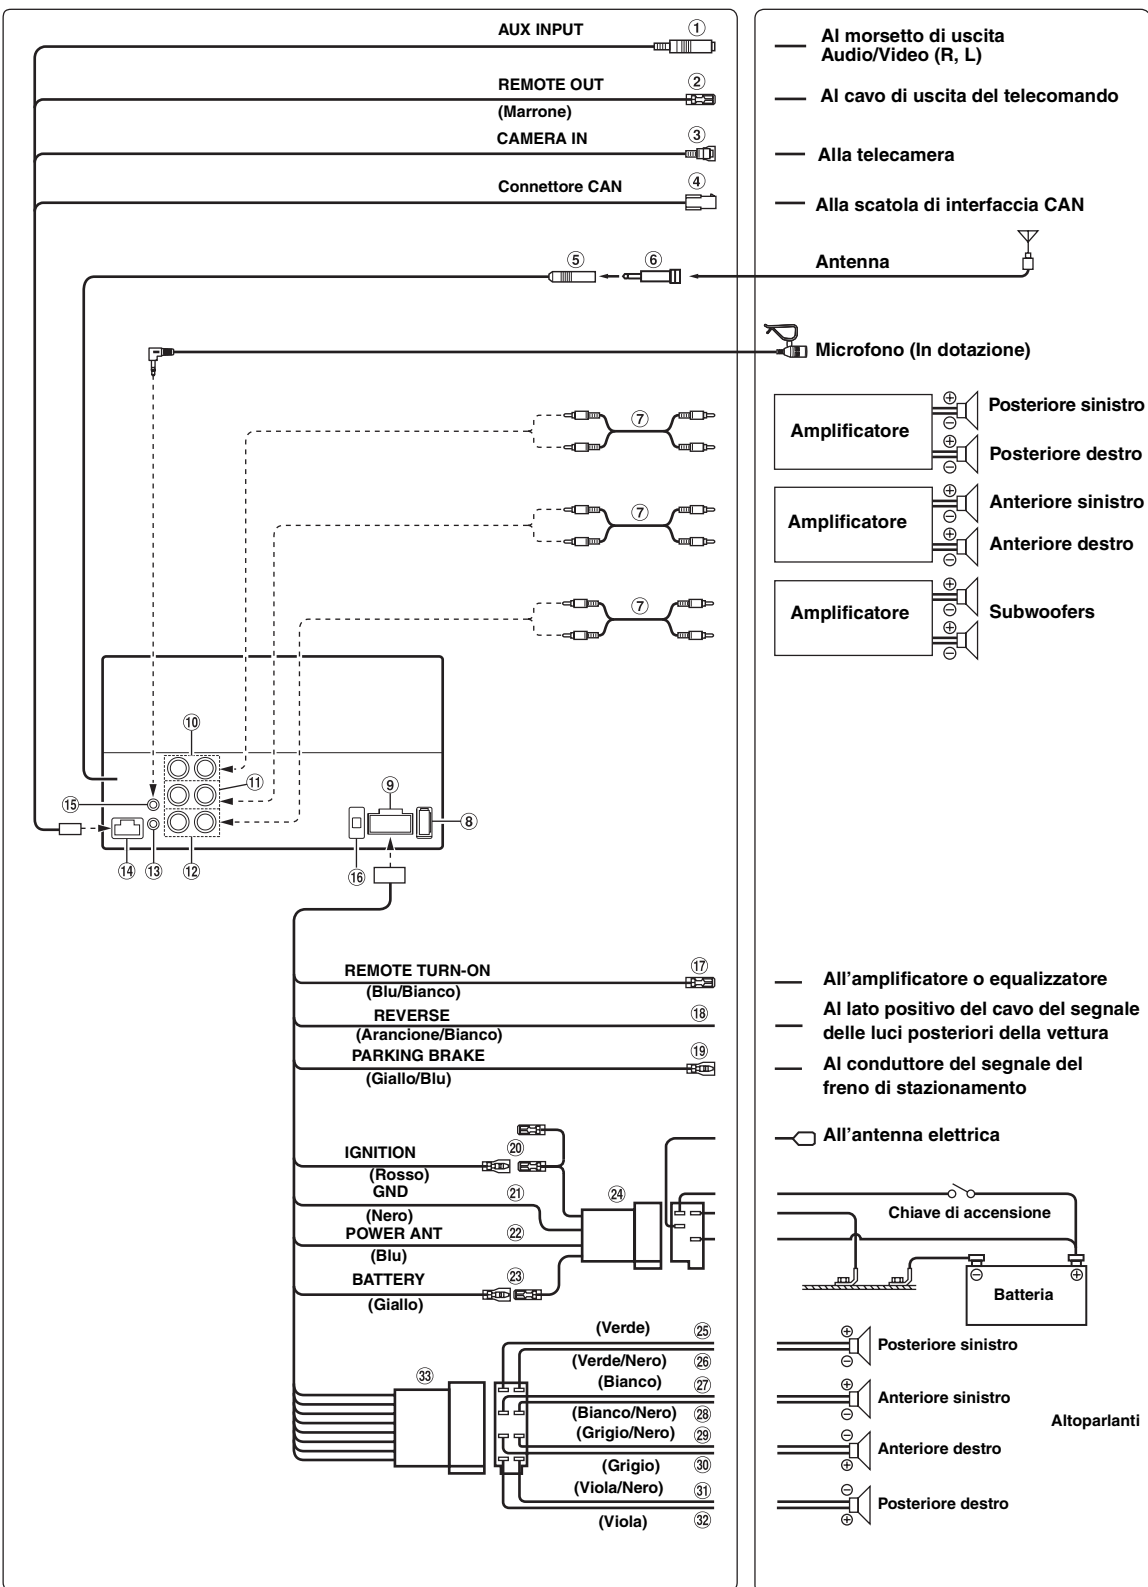 AUX INPUT ①
Al morsetto di uscita
Audio/Video (R, L)
REMOTE OUT ②
(Marrone)
Al cavo di uscita del telecomando
CAMERA IN ③
Alla telecamera
Connettore CAN ④
Alla scatola di interfaccia CAN
⑤ ⑥ Antenna
Microfono (In dotazione)
⑦
Amplificatore
⊕ Posteriore sinistro
⊖
⊕ Posteriore destro
⊖
⑦
Amplificatore
⊕ Anteriore sinistro
⊖
⊕ Anteriore destro
⊖
⑦
Amplificatore
⊕
⊖
Subwoofers
⊕
⊖
⑩
⑪
⑨
⑮
⑧
⑭ ⑬ ⑫ ⑯
REMOTE TURN-ON ⑰
(Blu/Bianco)
All'amplificatore o equalizzatore
REVERSE ⑱
(Arancione/Bianco)
Al lato positivo del cavo del segnale
delle luci posteriori della vettura
PARKING BRAKE ⑲
(Giallo/Blu)
Al conduttore del segnale del
freno di stazionamento
All'antenna elettrica
IGNITION ⑳
(Rosso)
GND ㉑
(Nero)
㉔
Chiave di accensione
POWER ANT ㉒
(Blu)
BATTERY ㉓
(Giallo)
⊖ ⊕
Batteria
(Verde) ㉕
⊕ Posteriore sinistro
⊖
(Verde/Nero) ㉖
㉝
(Bianco) ㉗
⊕ Anteriore sinistro
⊖
(Bianco/Nero) ㉘
Altoparlanti
(Grigio/Nero) ㉙
⊖ Anteriore destro
⊕
(Grigio) ㉚
(Viola/Nero) ㉛
⊖ Posteriore destro
⊕
(Viola) ㉜